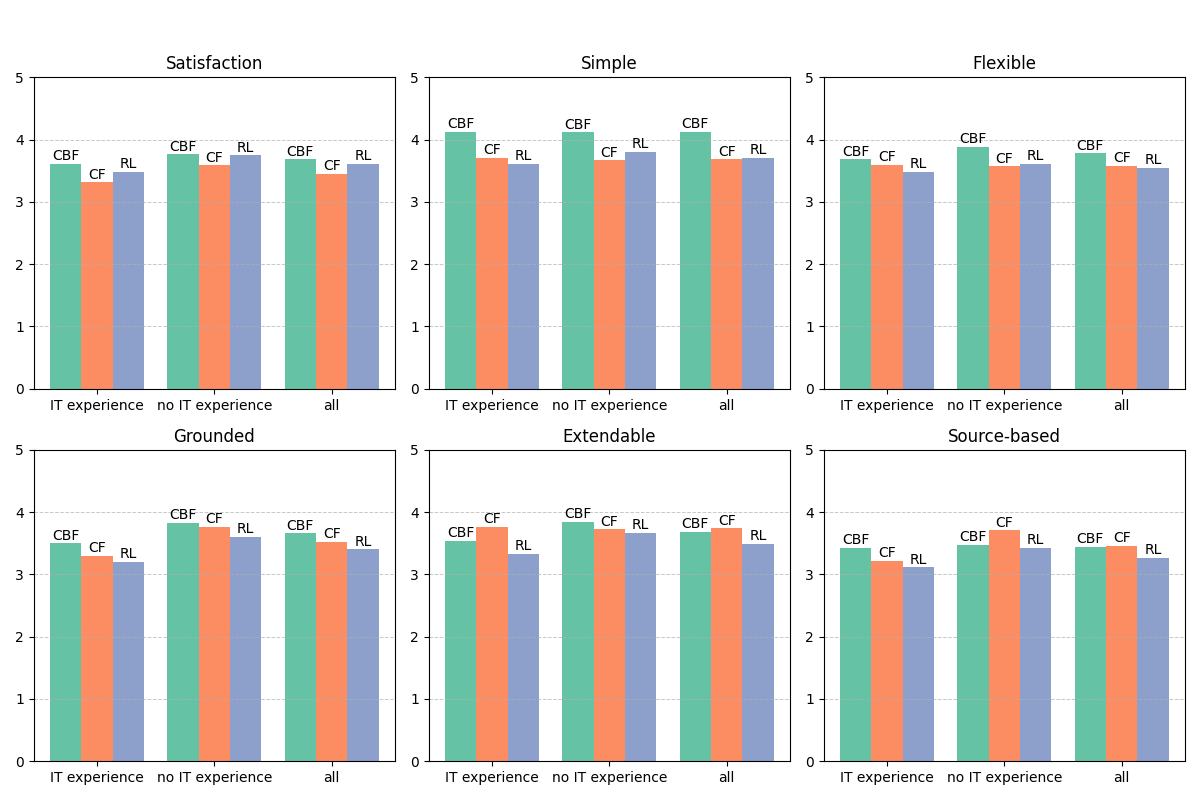 Satisfaction
5
4
3
2
1
0
CBF CF RL
CBF CF RL
CBF CF RL
IT experience no IT experience all
Simple
5
4
3
2
1
0
CBF CF RL
CBF CF RL
CBF CF RL
IT experience no IT experience all
Flexible
5
4
3
2
1
0
CBF CF RL
CBF CF RL
CBF CF RL
IT experience no IT experience all
Grounded
5
4
3
2
1
0
CBF CF RL
CBF CF RL
CBF CF RL
IT experience no IT experience all
Extendable
5
4
3
2
1
0
CBF CF RL
CBF CF RL
CBF CF RL
IT experience no IT experience all
Source-based
5
4
3
2
1
0
CBF CF RL
CBF CF RL
CBF CF RL
IT experience no IT experience all